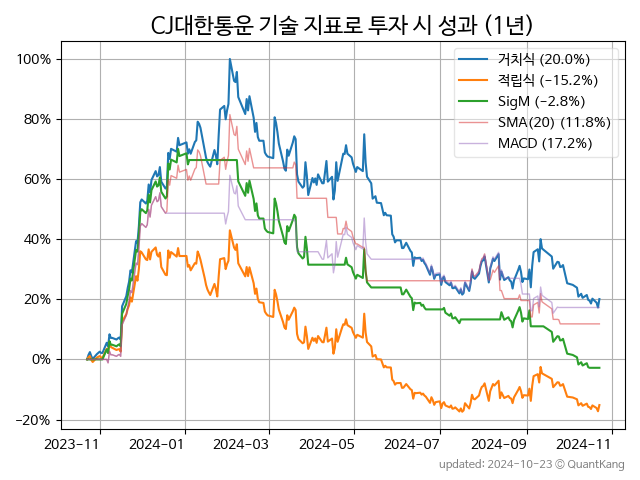 CJ대한통운 기술 지표로 투자 시 성과 (1년)
거치식 (20.0%)
적립식 (−15.2%)
SigM (−2.8%)
SMA(20) (11.8%)
MACD (17.2%)
100%
80%
60%
40%
20%
0%
−20%
2023-11 2024-01 2024-03 2024-05 2024-07 2024-09 2024-11
updated: 2024-10-23 © QuantKang